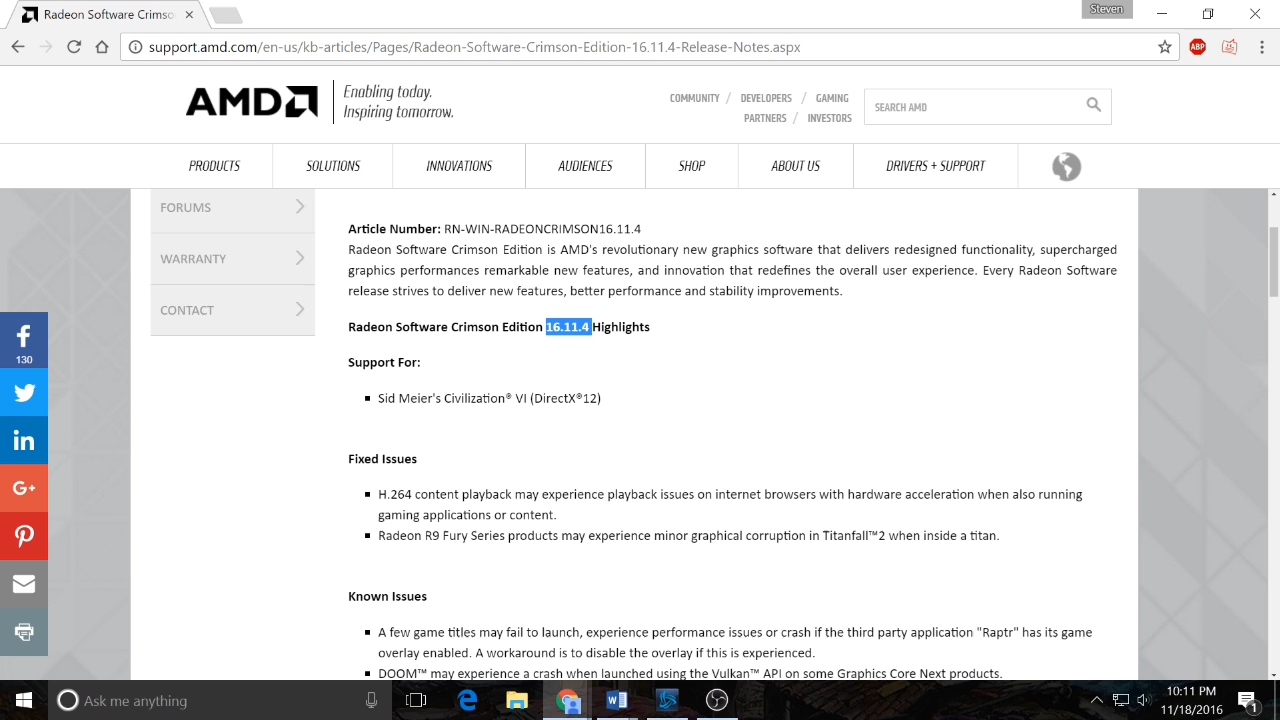 Radeon Software Crimso
Steven
support.amd.com/en-us/kb-articles/Pages/Radeon-Software-Crimson-Edition-16.11.4-Release-Notes.aspx
ABP
AMD
Enabling today.
Inspiring tomorrow.
COMMUNITY / DEVELOPERS / GAMING
PARTNERS / INVESTORS
SEARCH AMD
PRODUCTS SOLUTIONS INNOVATIONS AUDIENCES SHOP ABOUT US DRIVERS + SUPPORT
FORUMS
WARRANTY
CONTACT
130
Article Number: RN-WIN-RADEONCRIMSON16.11.4
Radeon Software Crimson Edition is AMD's revolutionary new graphics software that delivers redesigned functionality, supercharged
graphics performances remarkable new features, and innovation that redefines the overall user experience. Every Radeon Software
release strives to deliver new features, better performance and stability improvements.
Radeon Software Crimson Edition 16.11.4 Highlights
Support For:
Sid Meier's Civilization® VI (DirectX®12)
Fixed Issues
H.264 content playback may experience playback issues on internet browsers with hardware acceleration when also running
gaming applications or content.
Radeon R9 Fury Series products may experience minor graphical corruption in Titanfall™2 when inside a titan.
Known Issues
A few game titles may fail to launch, experience performance issues or crash if the third party application "Raptr" has its game
overlay enabled. A workaround is to disable the overlay if this is experienced.
DOOM™ may experience a crash when launched using the Vulkan™ API on some Graphics Core Next products.
Ask me anything
10:11 PM
11/18/2016
1